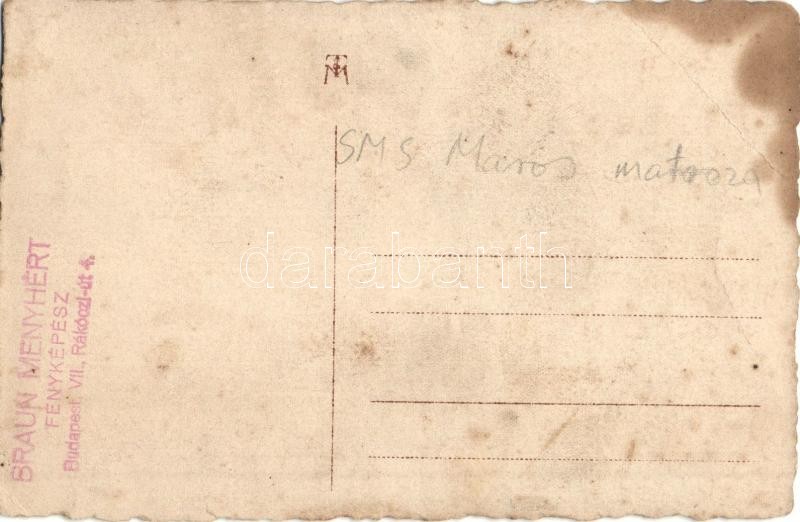 SMS Maros matroza
BRAUN MENYHÉRT
FÉNYKÉPÉSZ
Budapest, VII., Rákóczi-út 4.
darabanth